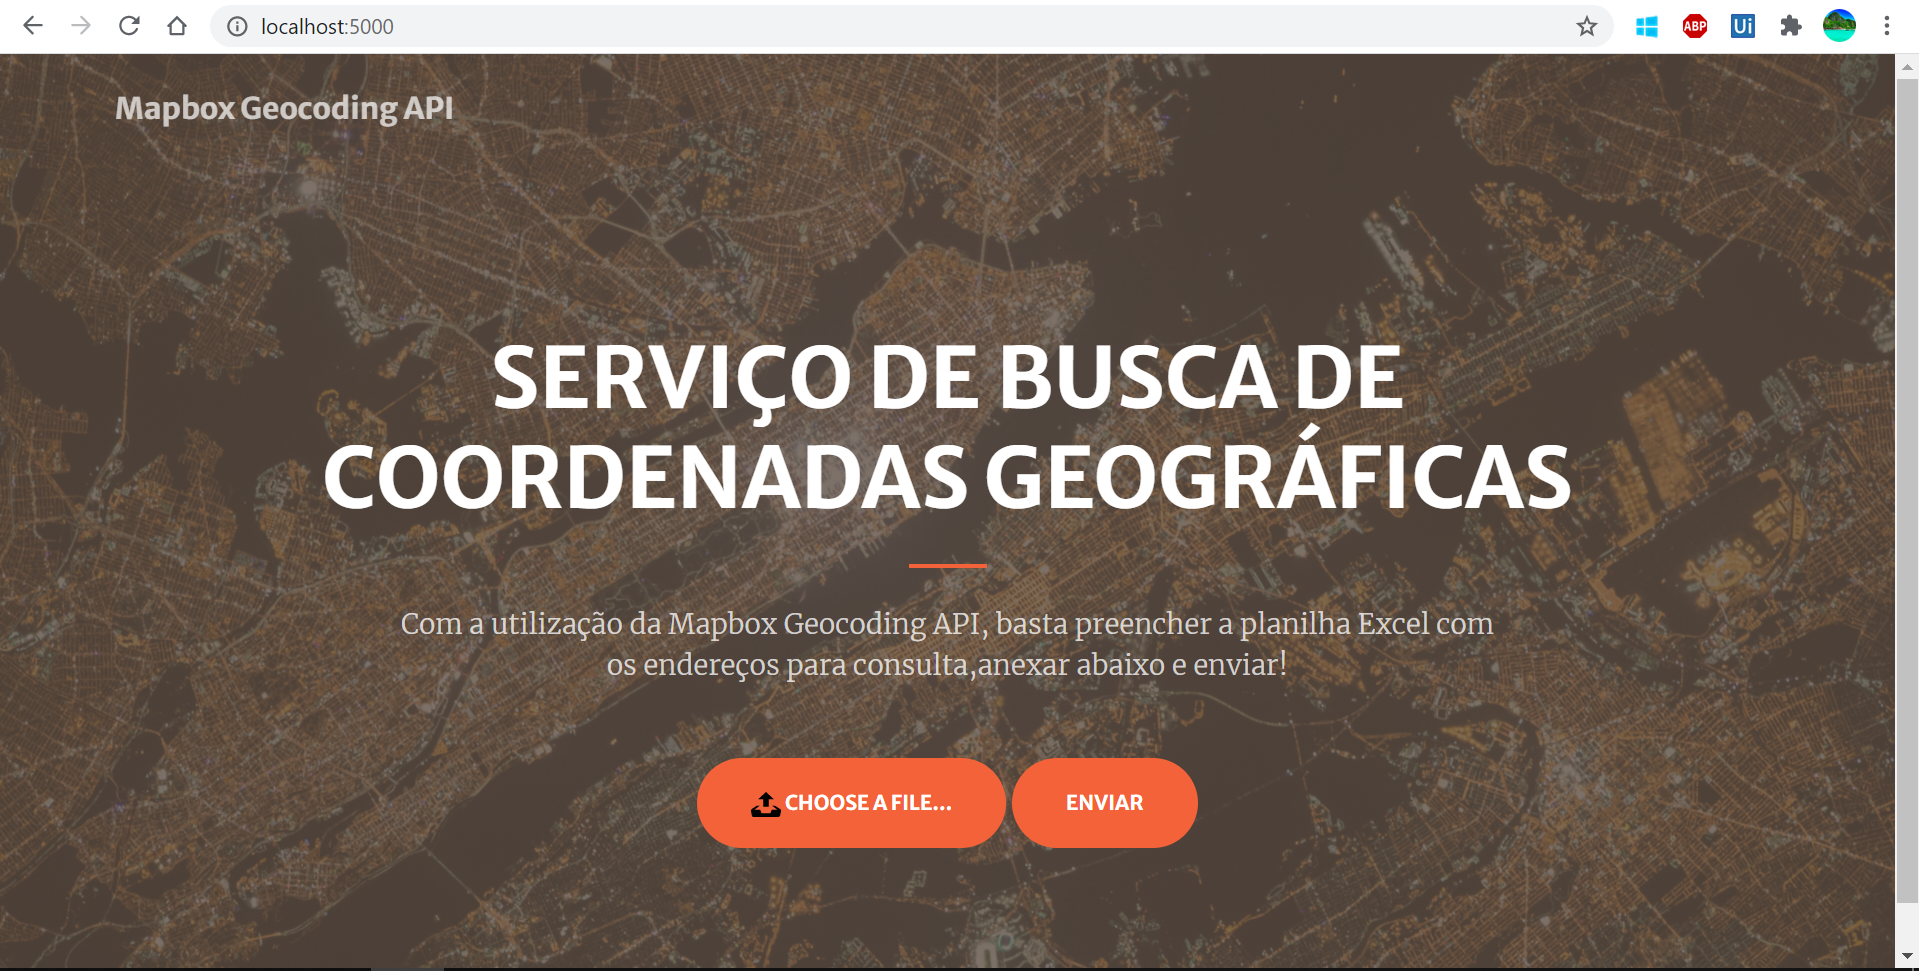 localhost:5000
ABP
Ui
Mapbox Geocoding API
SERVIÇO DE BUSCA DE
COORDENADAS GEOGRÁFICAS
Com a utilização da Mapbox Geocoding API, basta preencher a planilha Excel com
os endereços para consulta,anexar abaixo e enviar!
CHOOSE A FILE...
ENVIAR